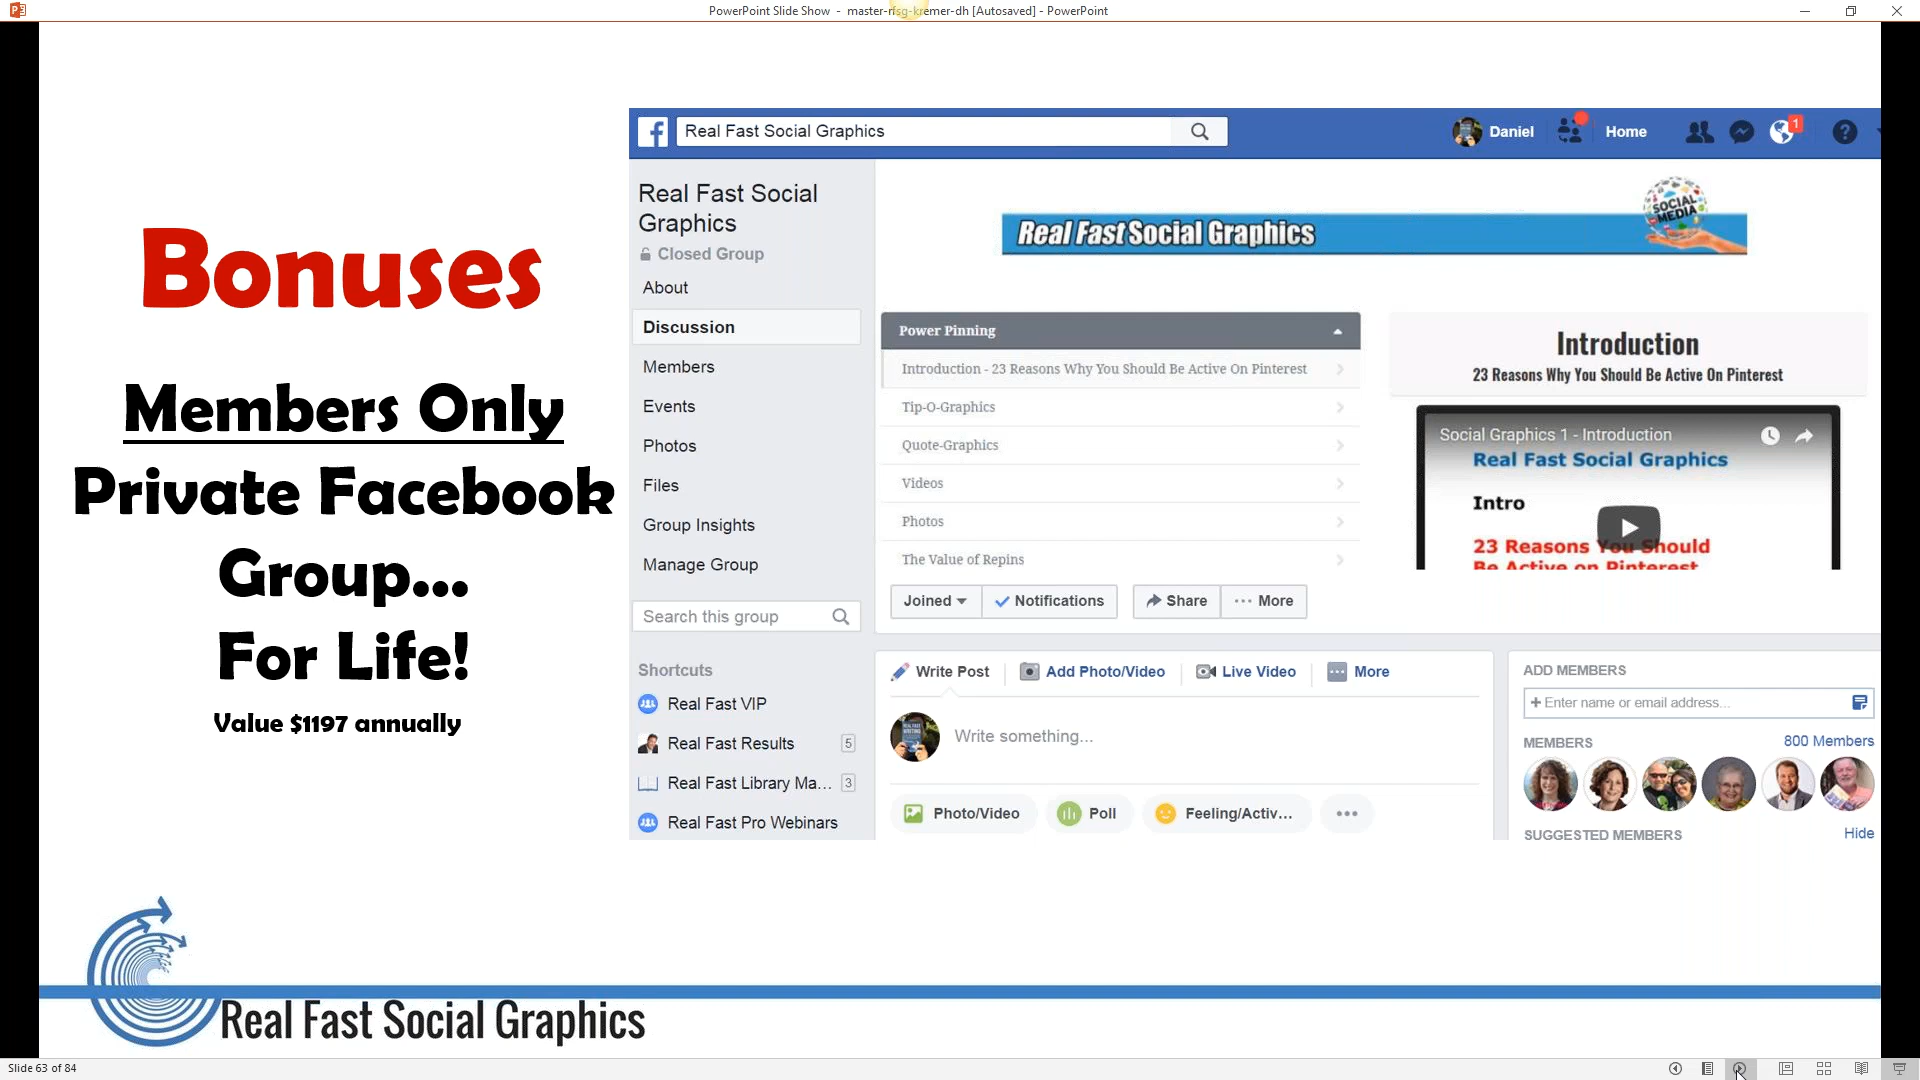 PowerPoint Slide Show - master-rfsg-kremer-dh [Autosaved] - PowerPoint
Bonuses
Members Only
Private Facebook
Group...
For Life!
Value $1197 annually
Real Fast Social Graphics
Daniel
Home
1
Real Fast Social
Graphics
Closed Group
About
Discussion
Members
Events
Photos
Files
Group Insights
Manage Group
Search this group
Shortcuts
Real Fast VIP
Real Fast Results 5
Real Fast Library Ma... 3
Real Fast Pro Webinars
Real Fast Social Graphics
SOCIAL
MEDIA
Power Pinning
Introduction - 23 Reasons Why You Should Be Active On Pinterest
Tip-O-Graphics
Quote-Graphics
Videos
Photos
The Value of Repins
Introduction
23 Reasons Why You Should Be Active On Pinterest
Social Graphics 1 - Introduction
Real Fast Social Graphics
Intro
23 Reasons You Should
Be Active on Pinterest
Joined
Notifications
Share
More
Write Post
Add Photo/Video
Live Video
More
Write something...
Photo/Video
Poll
Feeling/Activ...
ADD MEMBERS
+ Enter name or email address...
MEMBERS
800 Members
SUGGESTED MEMBERS
Hide
Real Fast Social Graphics
Slide 63 of 84